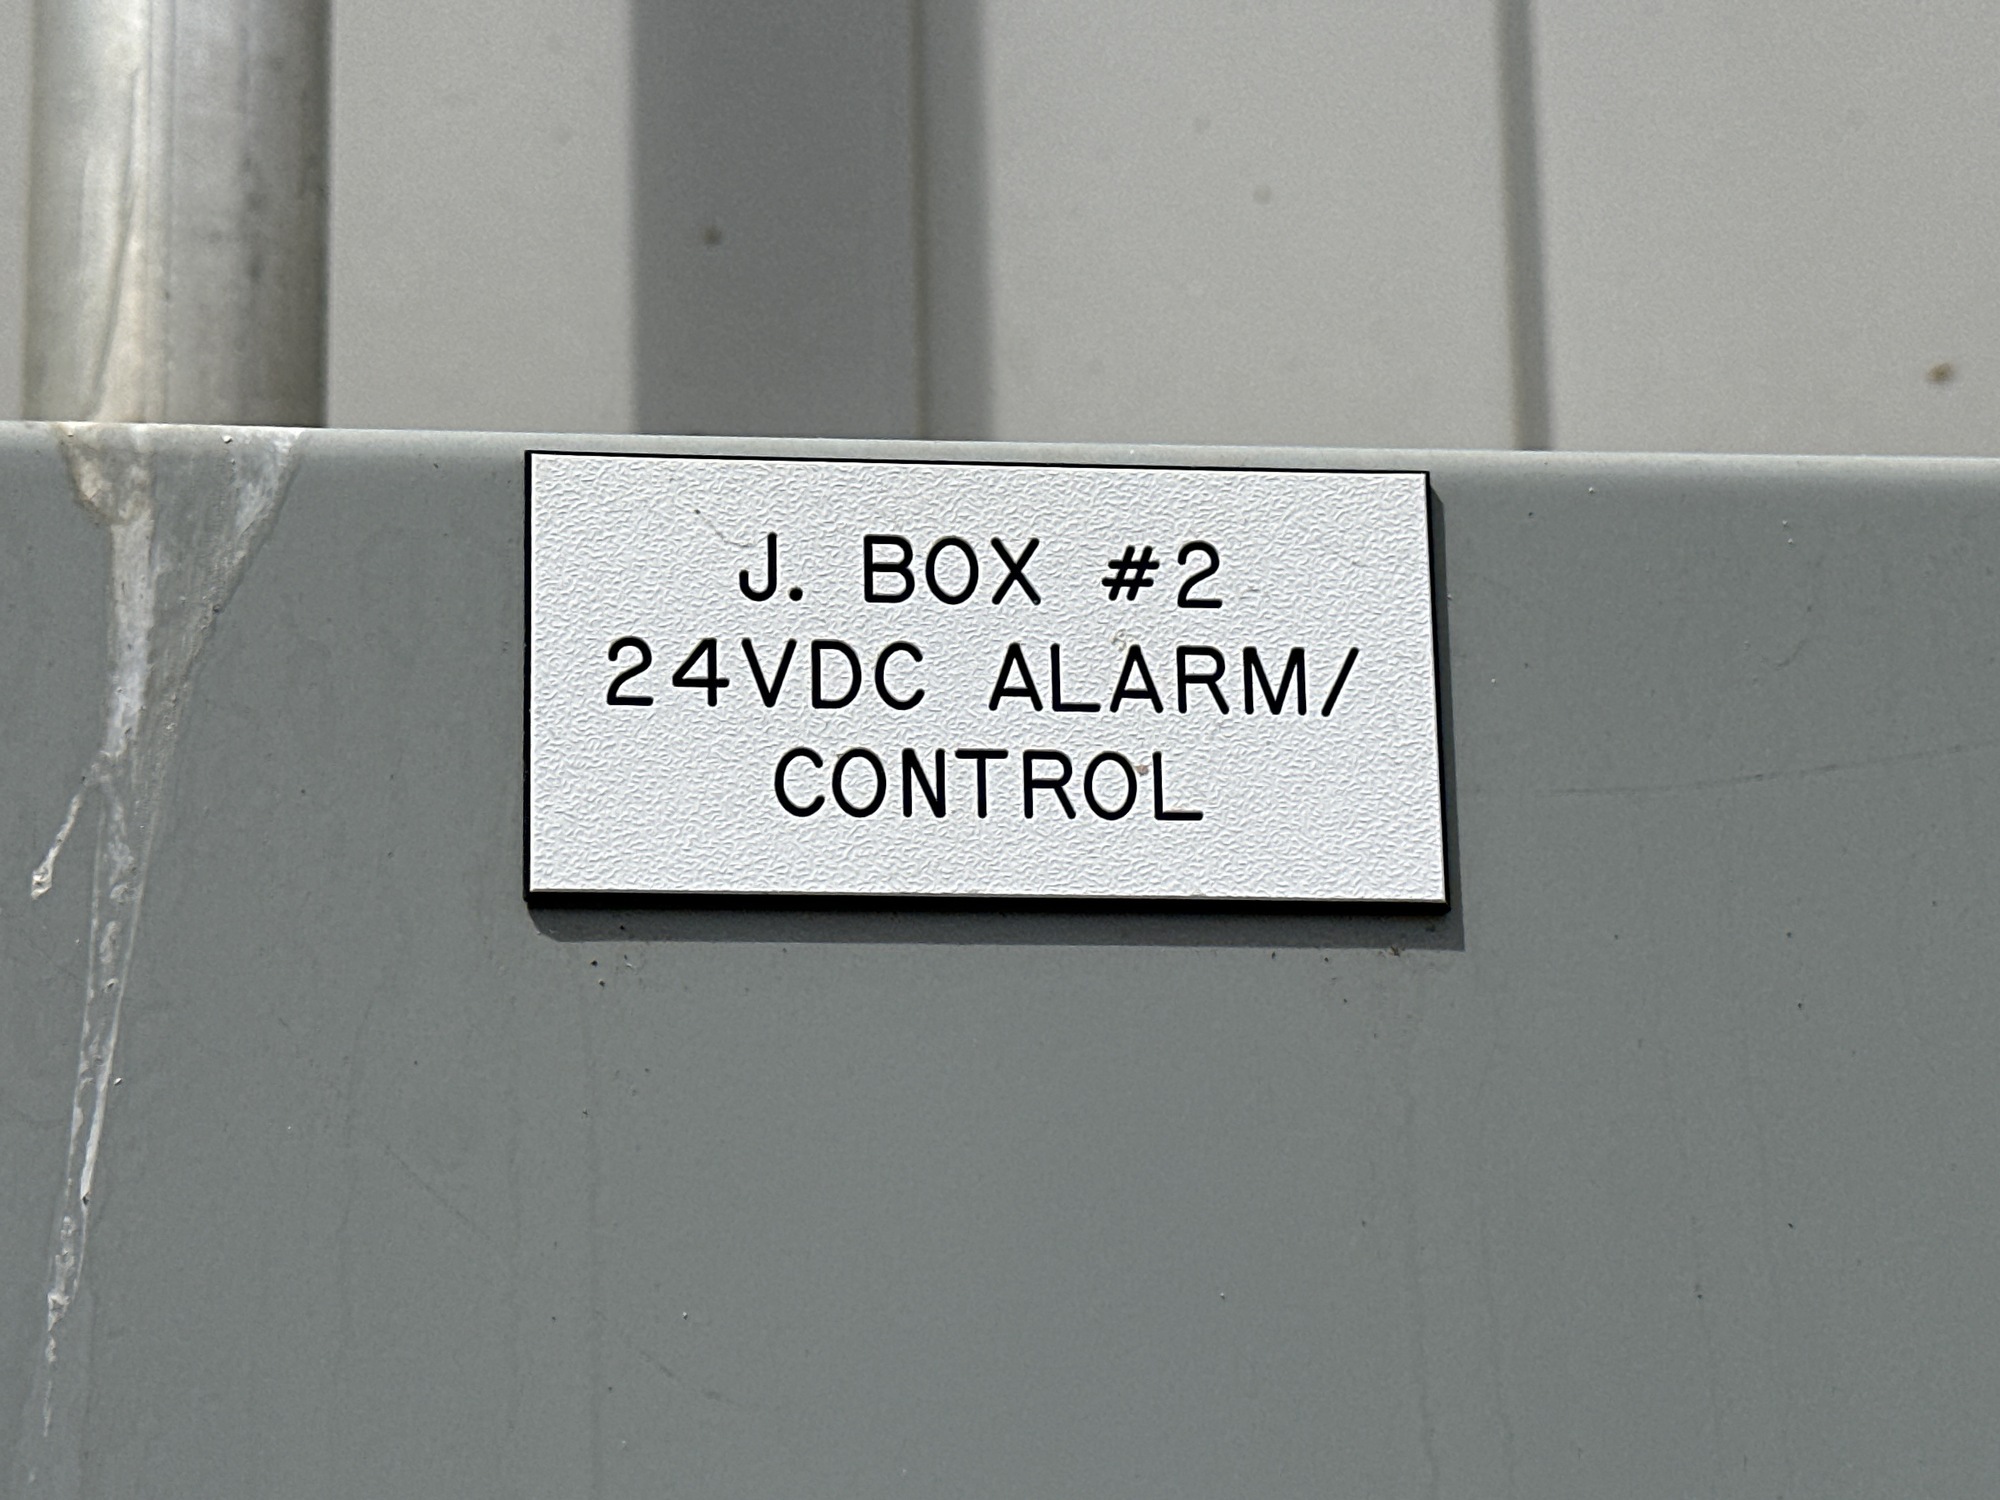 J. BOX #2
24VDC ALARM/
CONTROL